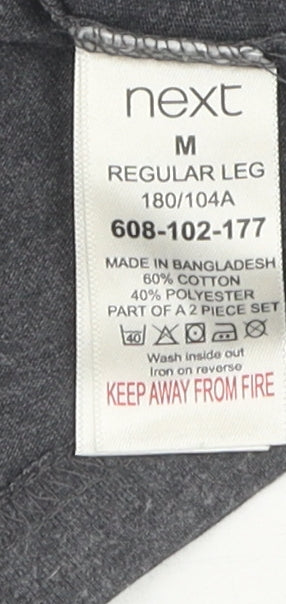 next
M
REGULAR LEG
180/104A
608-102-177
MADE IN BANGLADESH
60% COTTON
40% POLYESTER
PART OF A 2 PIECE SET
40
Wash inside out
Iron on reverse
KEEP AWAY FROM FIRE